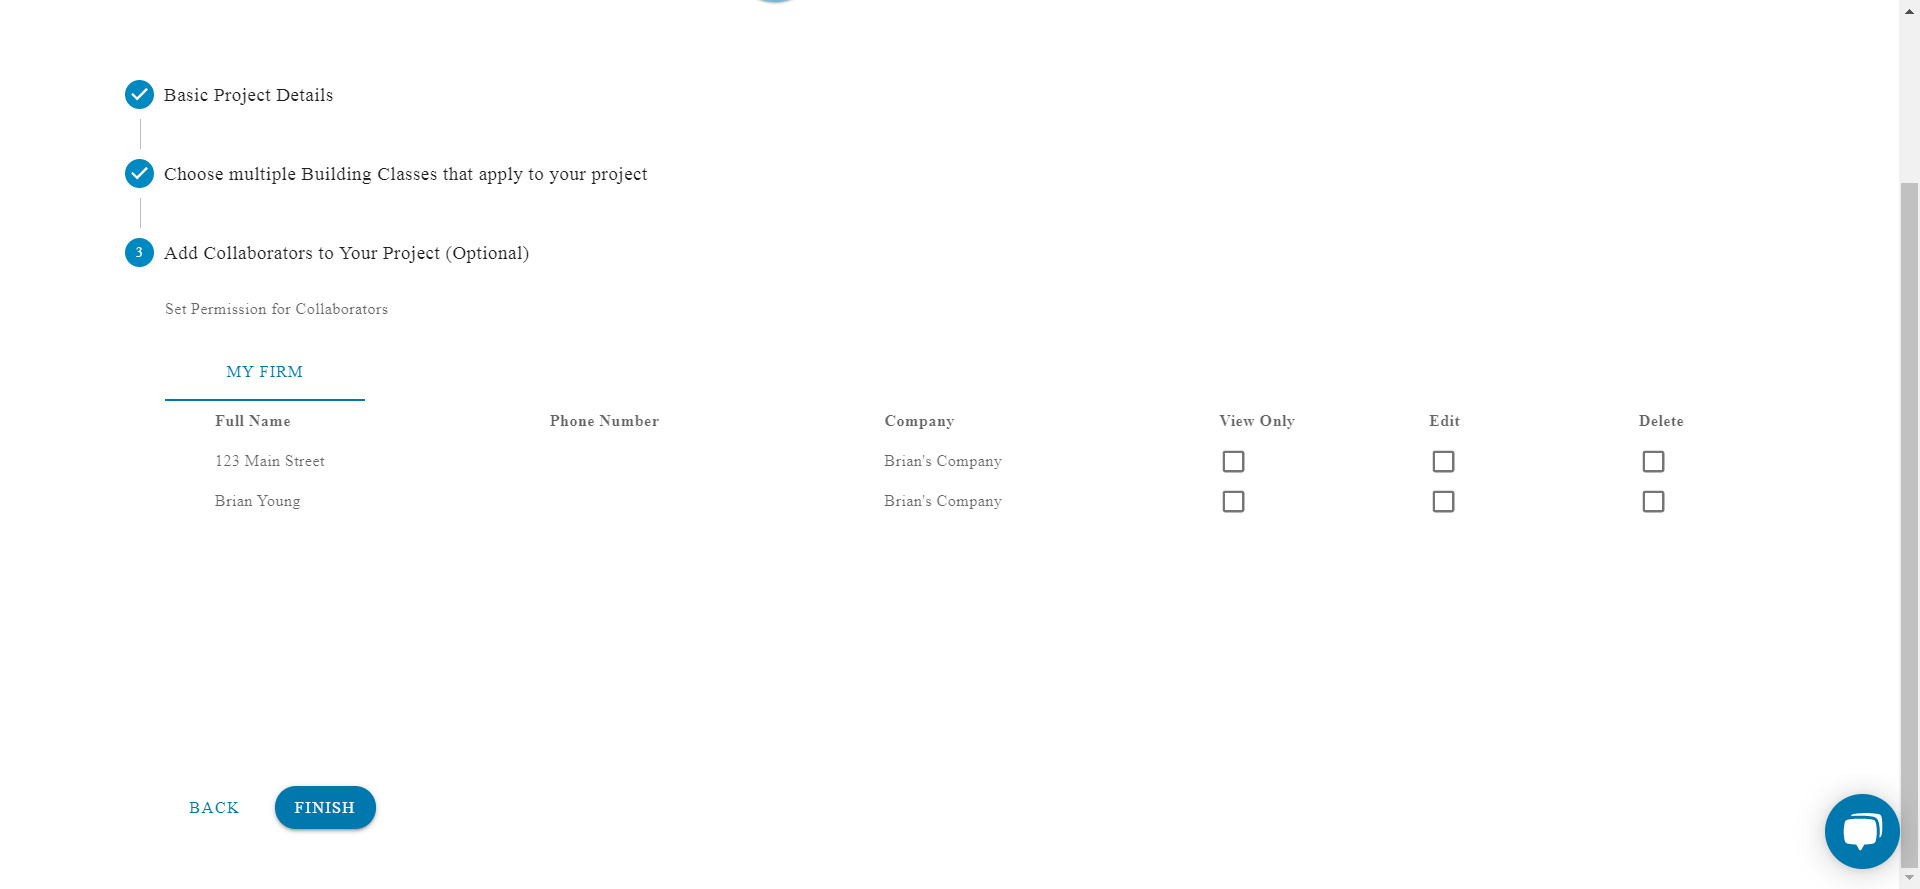 Basic Project Details
Choose multiple Building Classes that apply to your project
3 Add Collaborators to Your Project (Optional)
Set Permission for Collaborators
MY FIRM
Full Name Phone Number Company View Only Edit Delete
123 Main Street Brian's Company
Brian Young Brian's Company
BACK FINISH